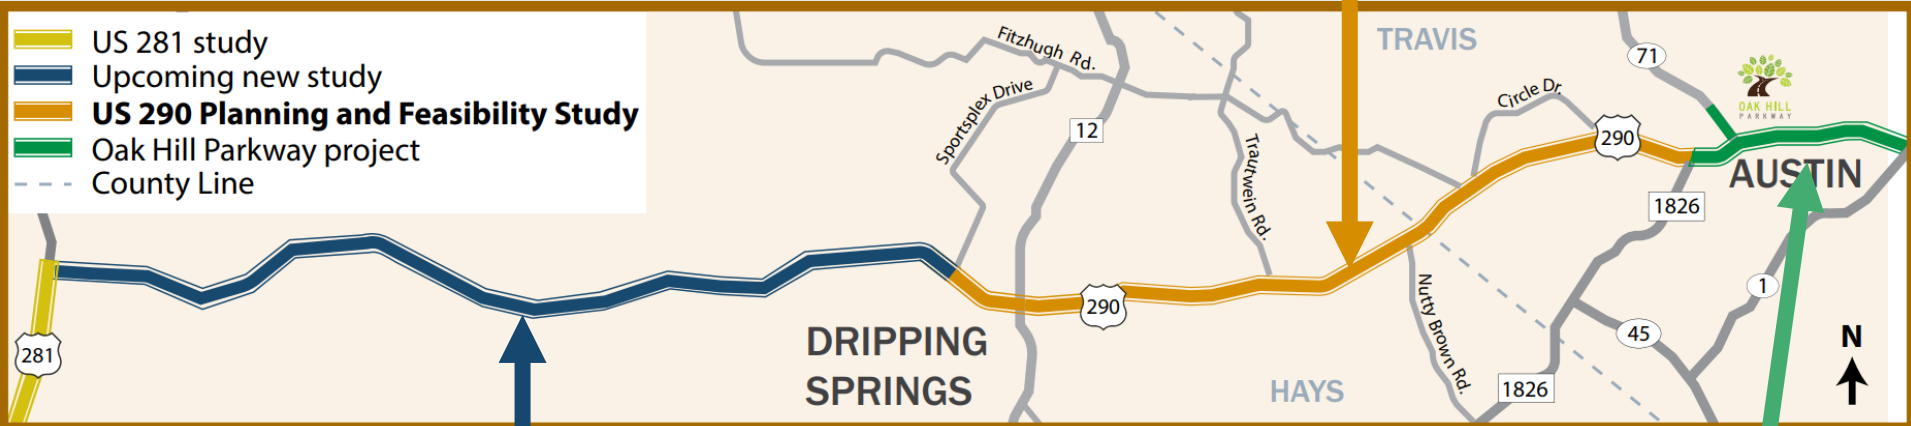 US 281 study
Upcoming new study
US 290 Planning and Feasibility Study
Oak Hill Parkway project
County Line
Fitzhugh Rd.
TRAVIS
71
OAK HILL
PARKWAY
Sportsplex Drive
Circle Dr.
12
290
Trautwein Rd.
AUSTIN
1826
1
290
281
DRIPPING
SPRINGS
Nutty Brown Rd.
45
N
HAYS
1826